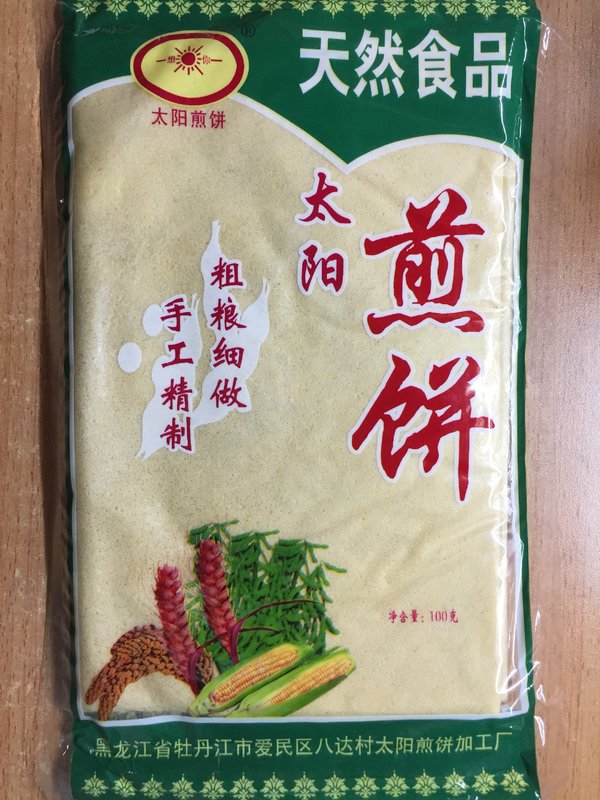 想你
®
太阳煎饼
天然食品
太阳
煎饼
粗粮细做
手工精制
净含量：100克
黑龙江省牡丹江市爱民区八达村太阳煎饼加工厂